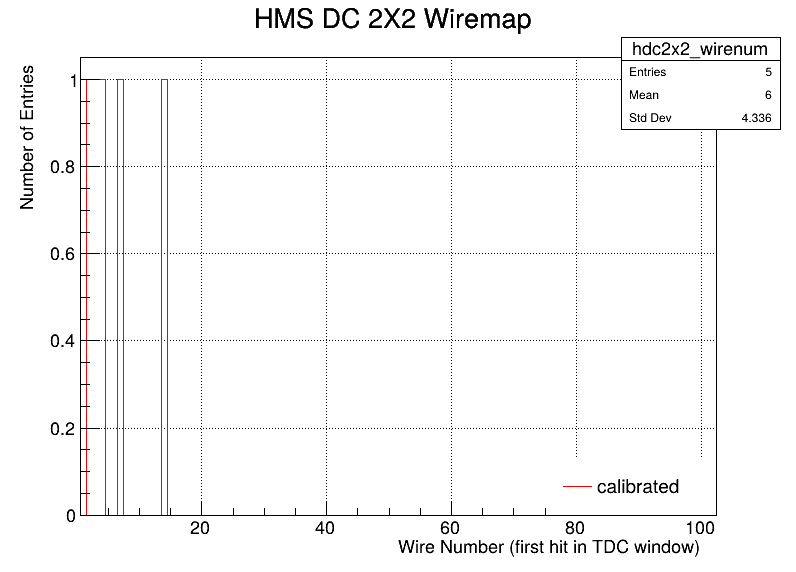 HMS DC 2X2 Wiremap
hdc2x2_wirenum
Entries 5
Mean 6
Std Dev 4.336
Number of Entries
1
0.8
0.6
0.4
0.2
0
calibrated
20 40 60 80 100
Wire Number (first hit in TDC window)